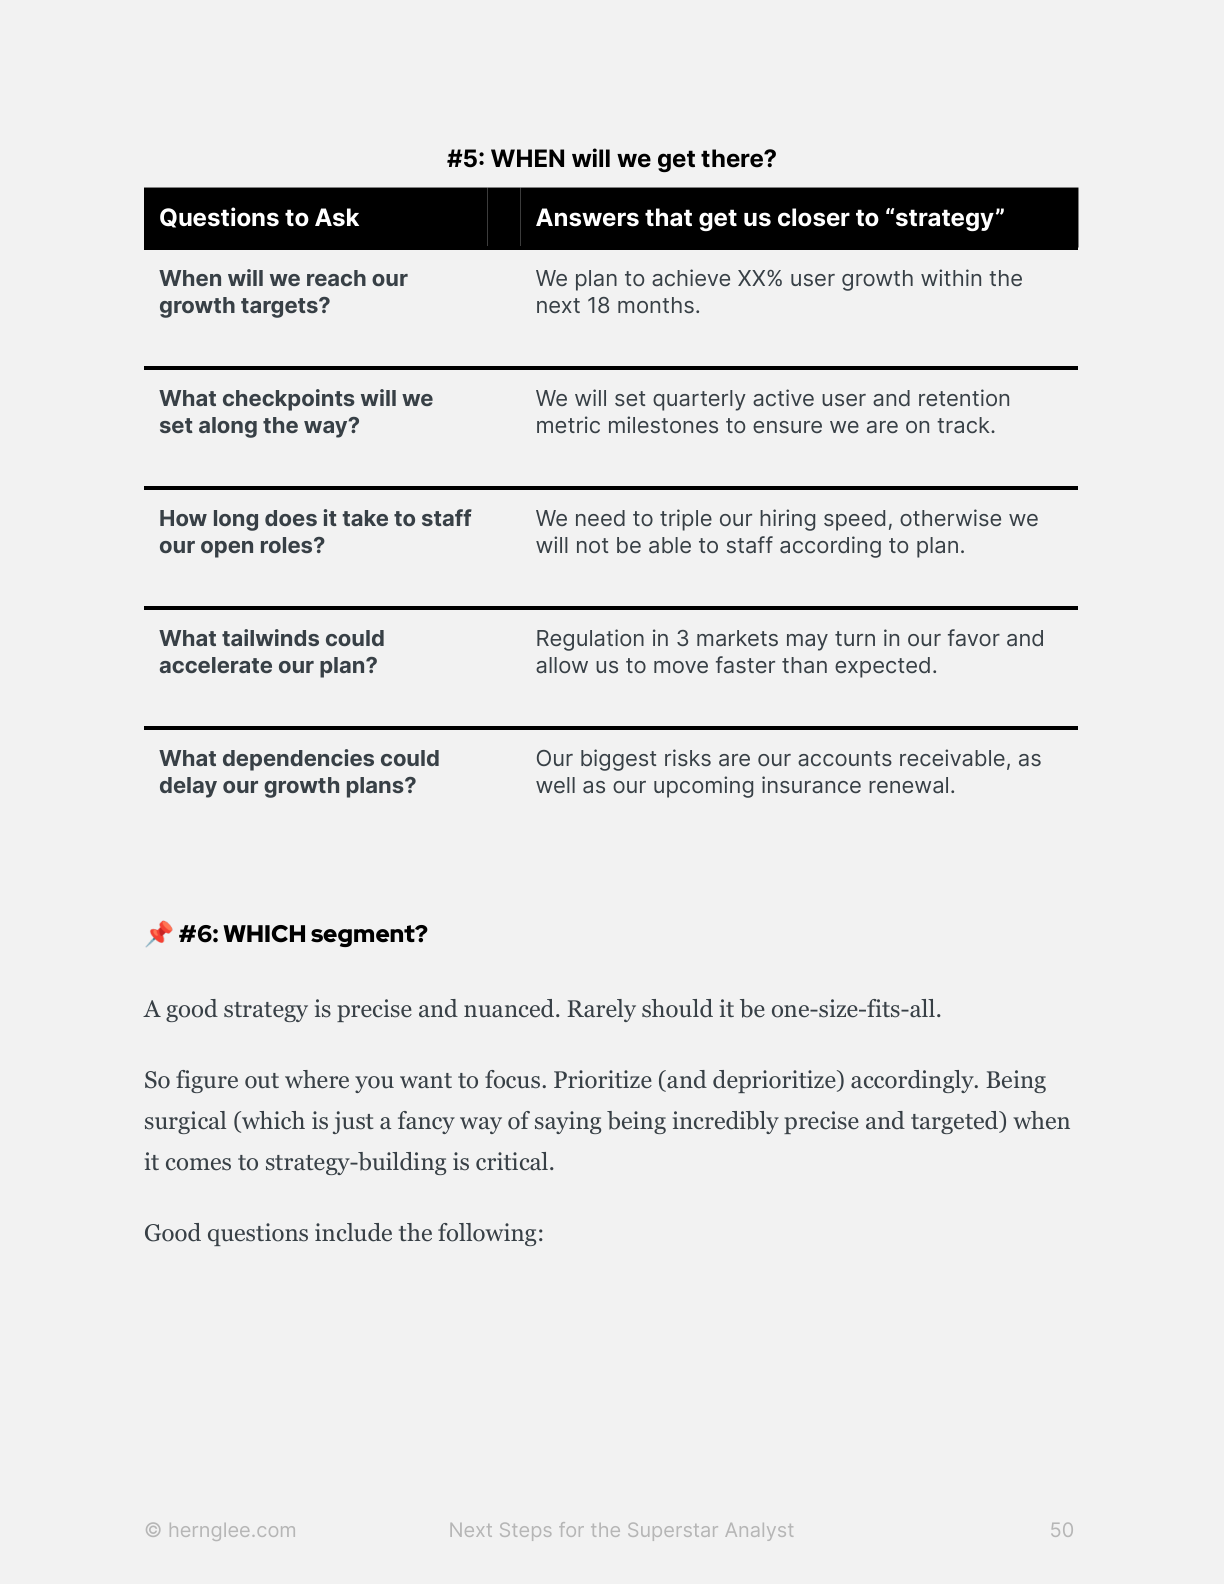 #5: WHEN will we get there?
Questions to Ask
Answers that get us closer to “strategy”
When will we reach our
growth targets?
We plan to achieve XX% user growth within the
next 18 months.
What checkpoints will we
set along the way?
We will set quarterly active user and retention
metric milestones to ensure we are on track.
How long does it take to staff
our open roles?
We need to triple our hiring speed, otherwise we
will not be able to staff according to plan.
What tailwinds could
accelerate our plan?
Regulation in 3 markets may turn in our favor and
allow us to move faster than expected.
What dependencies could
delay our growth plans?
Our biggest risks are our accounts receivable, as
well as our upcoming insurance renewal.
📌 #6: WHICH segment?
A good strategy is precise and nuanced. Rarely should it be one-size-fits-all.
So figure out where you want to focus. Prioritize (and deprioritize) accordingly. Being
surgical (which is just a fancy way of saying being incredibly precise and targeted) when
it comes to strategy-building is critical.
Good questions include the following:
© hernglee.com
Next Steps for the Superstar Analyst
50